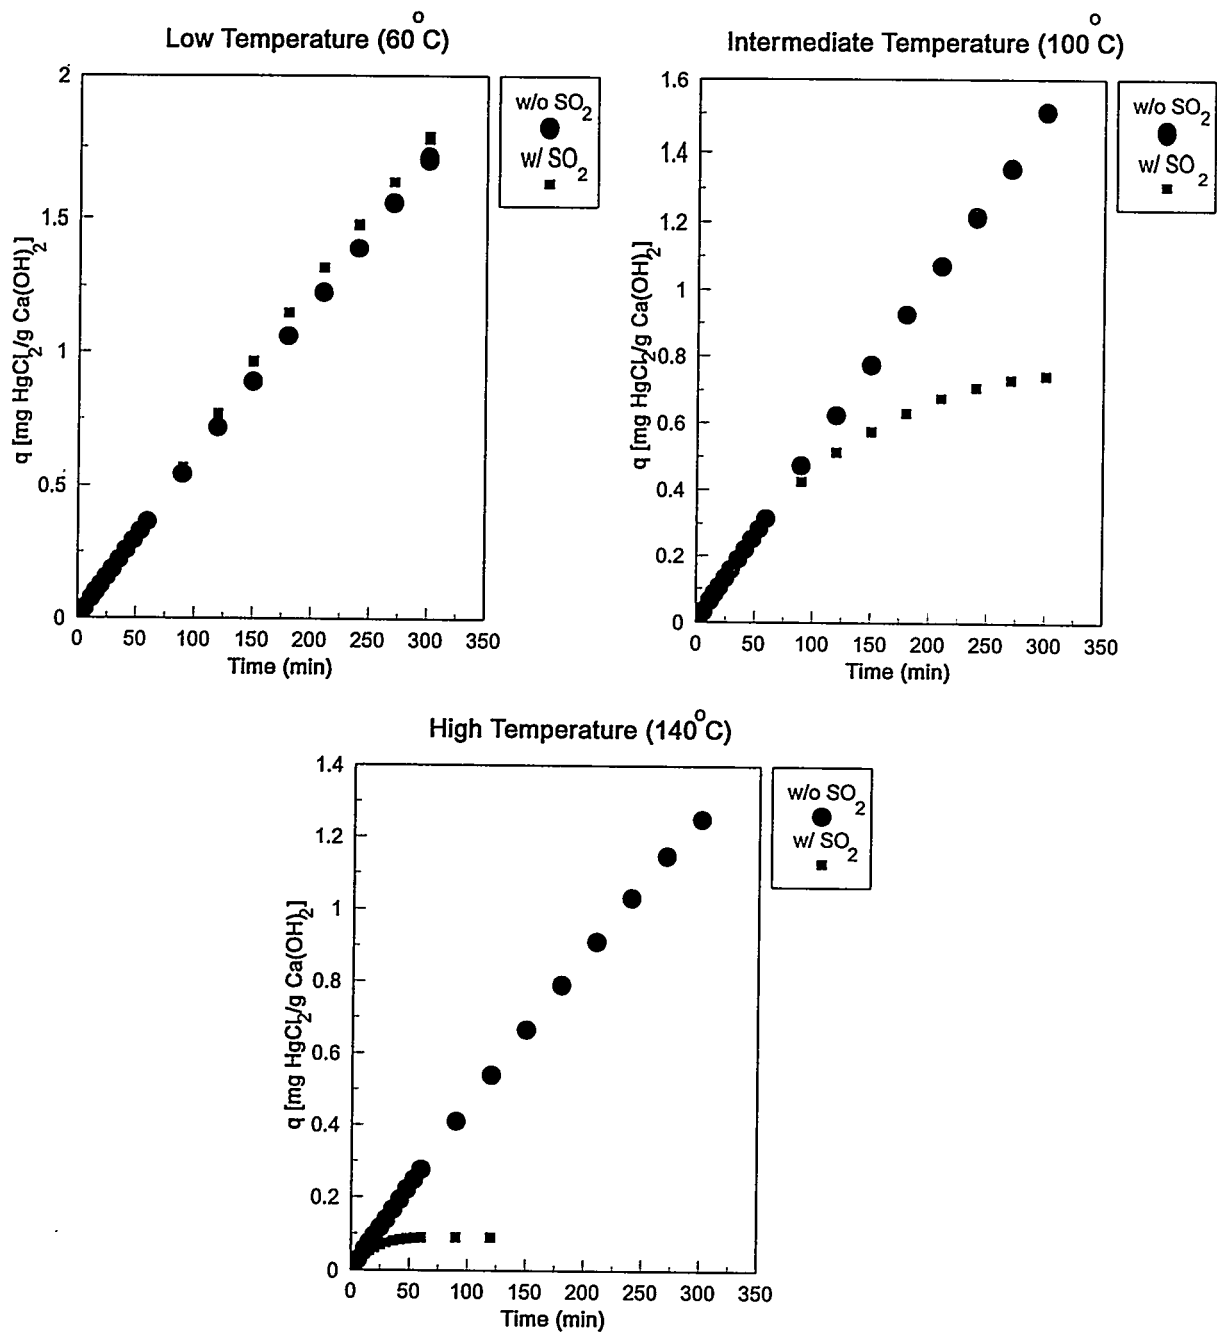 Low Temperature (60°C)
2
1.5
1
0.5
0
0 50 100 150 200 250 300 350
Time (min)
q [mg HgCl2/g Ca(OH)2]
w/o SO2
w/ SO2
Intermediate Temperature (100°C)
1.6
1.4
1.2
1
0.8
0.6
0.4
0.2
0
0 50 100 150 200 250 300 350
Time (min)
q [mg HgCl2/g Ca(OH)2]
w/o SO2
w/ SO2
High Temperature (140°C)
1.4
1.2
1
0.8
0.6
0.4
0.2
0
0 50 100 150 200 250 300 350
Time (min)
q [mg HgCl2/g Ca(OH)2]
w/o SO2
w/ SO2